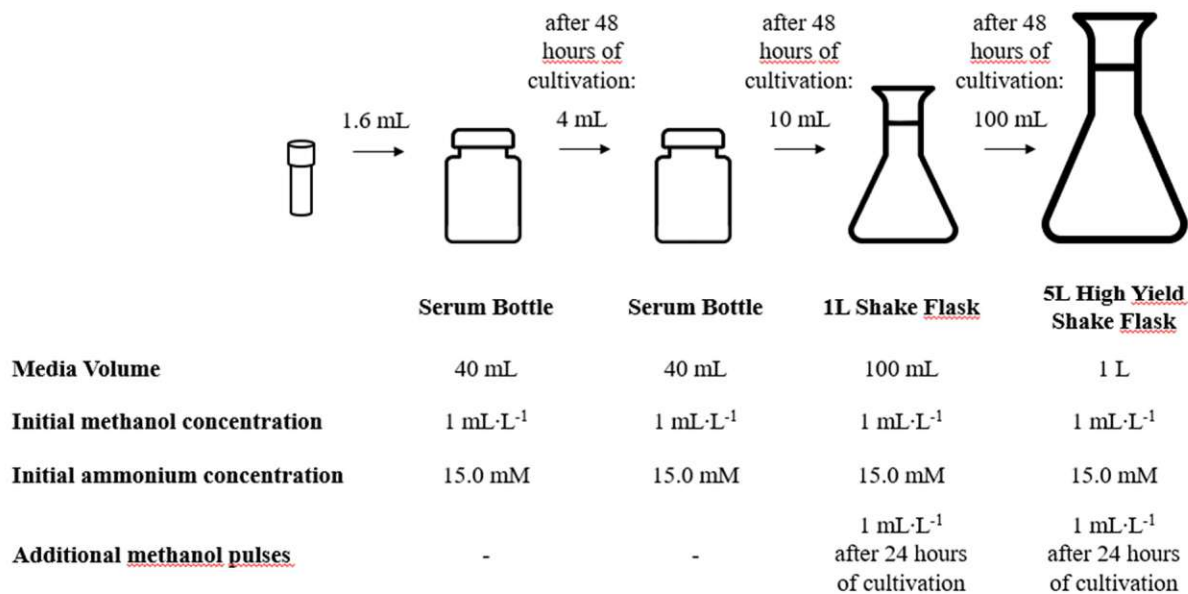 after 48
hours of
cultivation:
after 48
hours of
cultivation:
after 48
hours of
cultivation:
1.6 mL
4 mL
10 mL
100 mL
Serum Bottle
Serum Bottle
1L Shake Flask
5L High Yield
Shake Flask
Media Volume 40 mL 40 mL 100 mL 1 L
Initial methanol concentration 1 mL·L⁻¹ 1 mL·L⁻¹ 1 mL·L⁻¹ 1 mL·L⁻¹
Initial ammonium concentration 15.0 mM 15.0 mM 15.0 mM 15.0 mM
Additional methanol pulses - -
1 mL·L⁻¹
after 24 hours
of cultivation
1 mL·L⁻¹
after 24 hours
of cultivation